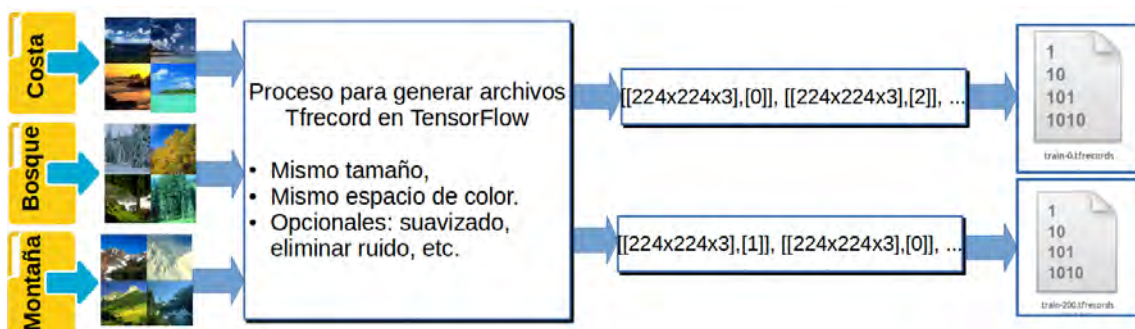 Costa
Bosque
Montaña
Proceso para generar archivos
Tfrecord en TensorFlow
• Mismo tamaño,
• Mismo espacio de color.
• Opcionales: suavizado,
eliminar ruido, etc.
[[224x224x3],[0]], [[224x224x3],[2]], ...
[[224x224x3],[1]], [[224x224x3],[0]], ...
1
10
101
1010
train-0.tfrecords
1
10
101
1010
train-200.tfrecords